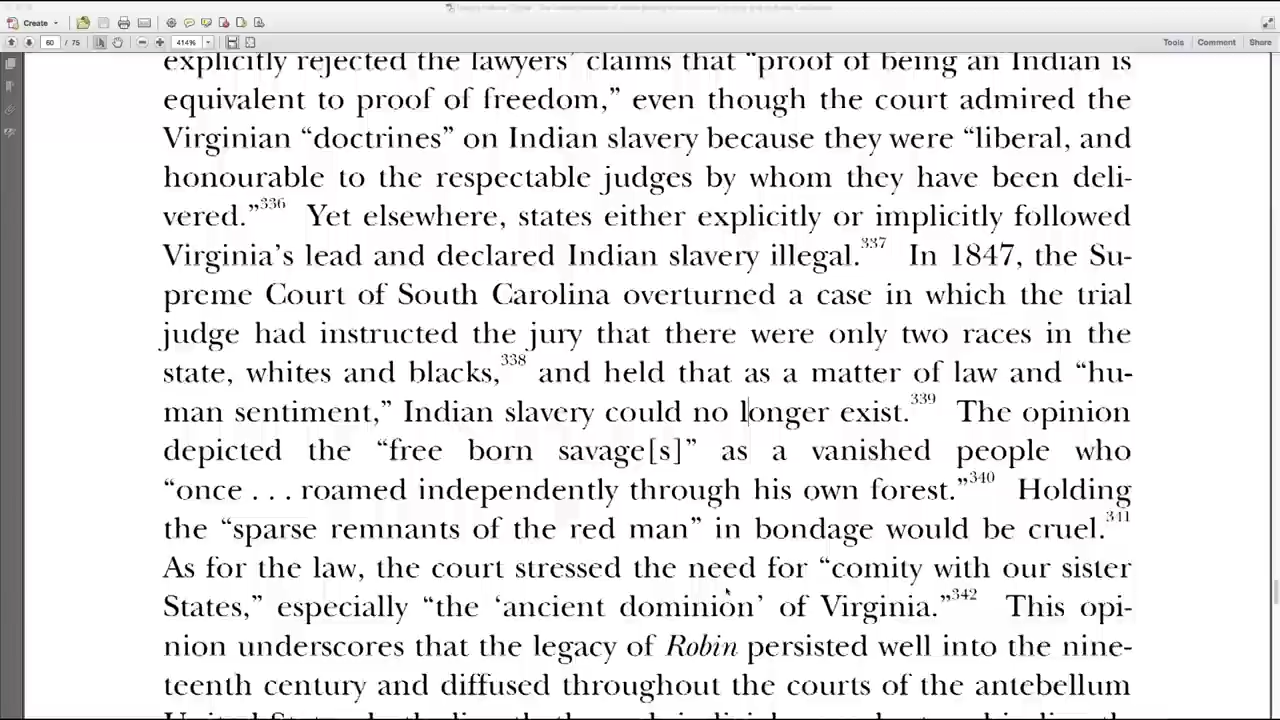 Create
60 / 75
414%
Tools
Comment
Share
explicitly rejected the lawyers’ claims that “proof of being an Indian is
equivalent to proof of freedom,” even though the court admired the
Virginian “doctrines” on Indian slavery because they were “liberal, and
honourable to the respectable judges by whom they have been deli-
vered.”336 Yet elsewhere, states either explicitly or implicitly followed
Virginia’s lead and declared Indian slavery illegal.337 In 1847, the Su-
preme Court of South Carolina overturned a case in which the trial
judge had instructed the jury that there were only two races in the
state, whites and blacks,338 and held that as a matter of law and “hu-
man sentiment,” Indian slavery could no longer exist.339 The opinion
depicted the “free born savage[s]” as a vanished people who
“once . . . roamed independently through his own forest.”340 Holding
the “sparse remnants of the red man” in bondage would be cruel.341
As for the law, the court stressed the need for “comity with our sister
States,” especially “the ‘ancient dominion’ of Virginia.”342 This opi-
nion underscores that the legacy of Robin persisted well into the nine-
teenth century and diffused throughout the courts of the antebellum